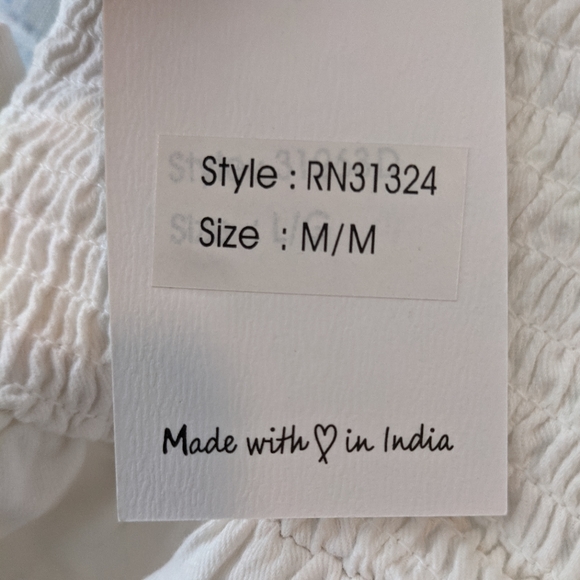 Style : RN31324
Size : M/M
Made with♡in India